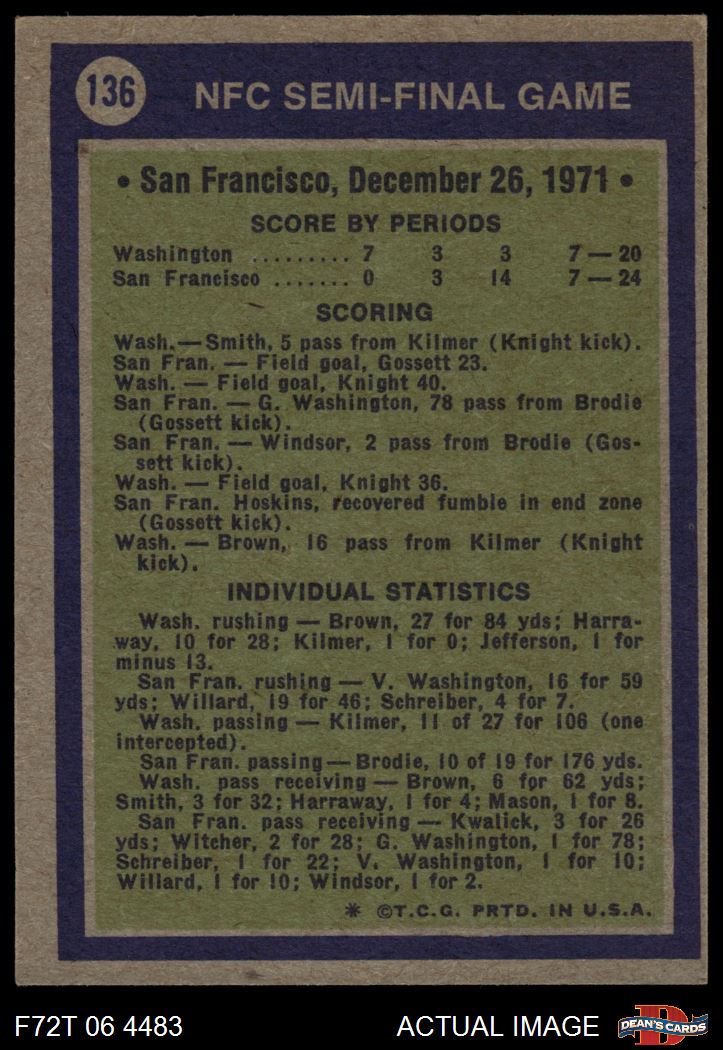 136
NFC SEMI-FINAL GAME
• San Francisco, December 26, 1971 •
SCORE BY PERIODS
Washington ......... 7 3 3 7 — 20
San Francisco ....... 0 3 14 7 — 24
SCORING
Wash.—Smith, 5 pass from Kilmer (Knight kick).
San Fran. — Field goal, Gossett 23.
Wash. — Field goal, Knight 40.
San Fran. — G. Washington, 78 pass from Brodie
(Gossett kick).
San Fran. — Windsor, 2 pass from Brodie (Gos-
sett kick).
Wash. — Field goal, Knight 36.
San Fran. Hoskins, recovered fumble in end zone
(Gossett kick).
Wash. — Brown, 16 pass from Kilmer (Knight
kick).
INDIVIDUAL STATISTICS
Wash. rushing — Brown, 27 for 84 yds; Harra-
way, 10 for 28; Kilmer, 1 for 0; Jefferson, 1 for
minus 13.
San Fran. rushing — V. Washington, 16 for 59
yds; Willard, 19 for 46; Schreiber, 4 for 7.
Wash. passing — Kilmer, 11 of 27 for 106 (one
intercepted).
San Fran. passing — Brodie, 10 of 19 for 176 yds.
Wash. pass receiving — Brown, 6 for 62 yds;
Smith, 3 for 32; Harraway, 1 for 4; Mason, 1 for 8.
San Fran. pass receiving — Kwalick, 3 for 26
yds; Witcher, 2 for 28; G. Washington, 1 for 78;
Schreiber, 1 for 22; V. Washington, 1 for 10;
Willard, 1 for 10; Windsor, 1 for 2.
* ©T.C.G. PRTD. IN U.S.A.
F72T 06 4483
ACTUAL IMAGE
D
DEAN'S CARDS